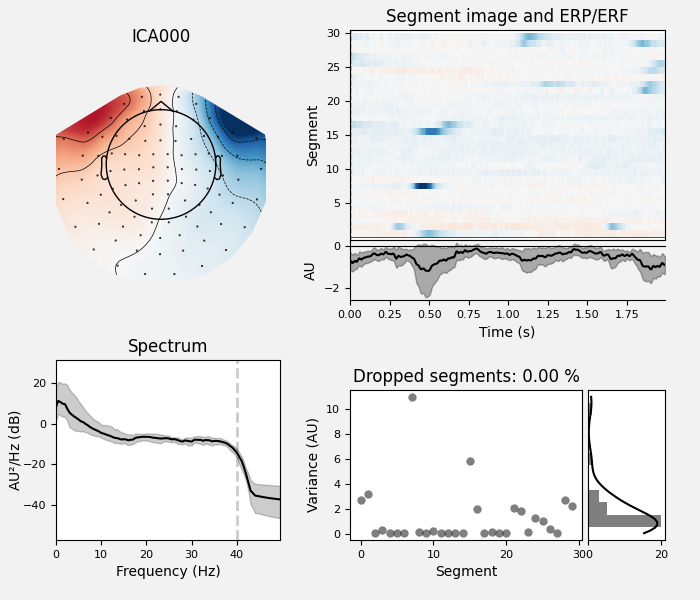 ICA000
Segment image and ERP/ERF
30
25
20
15
10
5
Segment
0
−2
AU
0.00 0.25 0.50 0.75 1.00 1.25 1.50 1.75
Time (s)
Spectrum
20
0
−20
−40
AU²/Hz (dB)
0 10 20 30 40
Frequency (Hz)
Dropped segments: 0.00 %
10
8
6
4
2
0
Variance (AU)
0 10 20 30 0 20
Segment